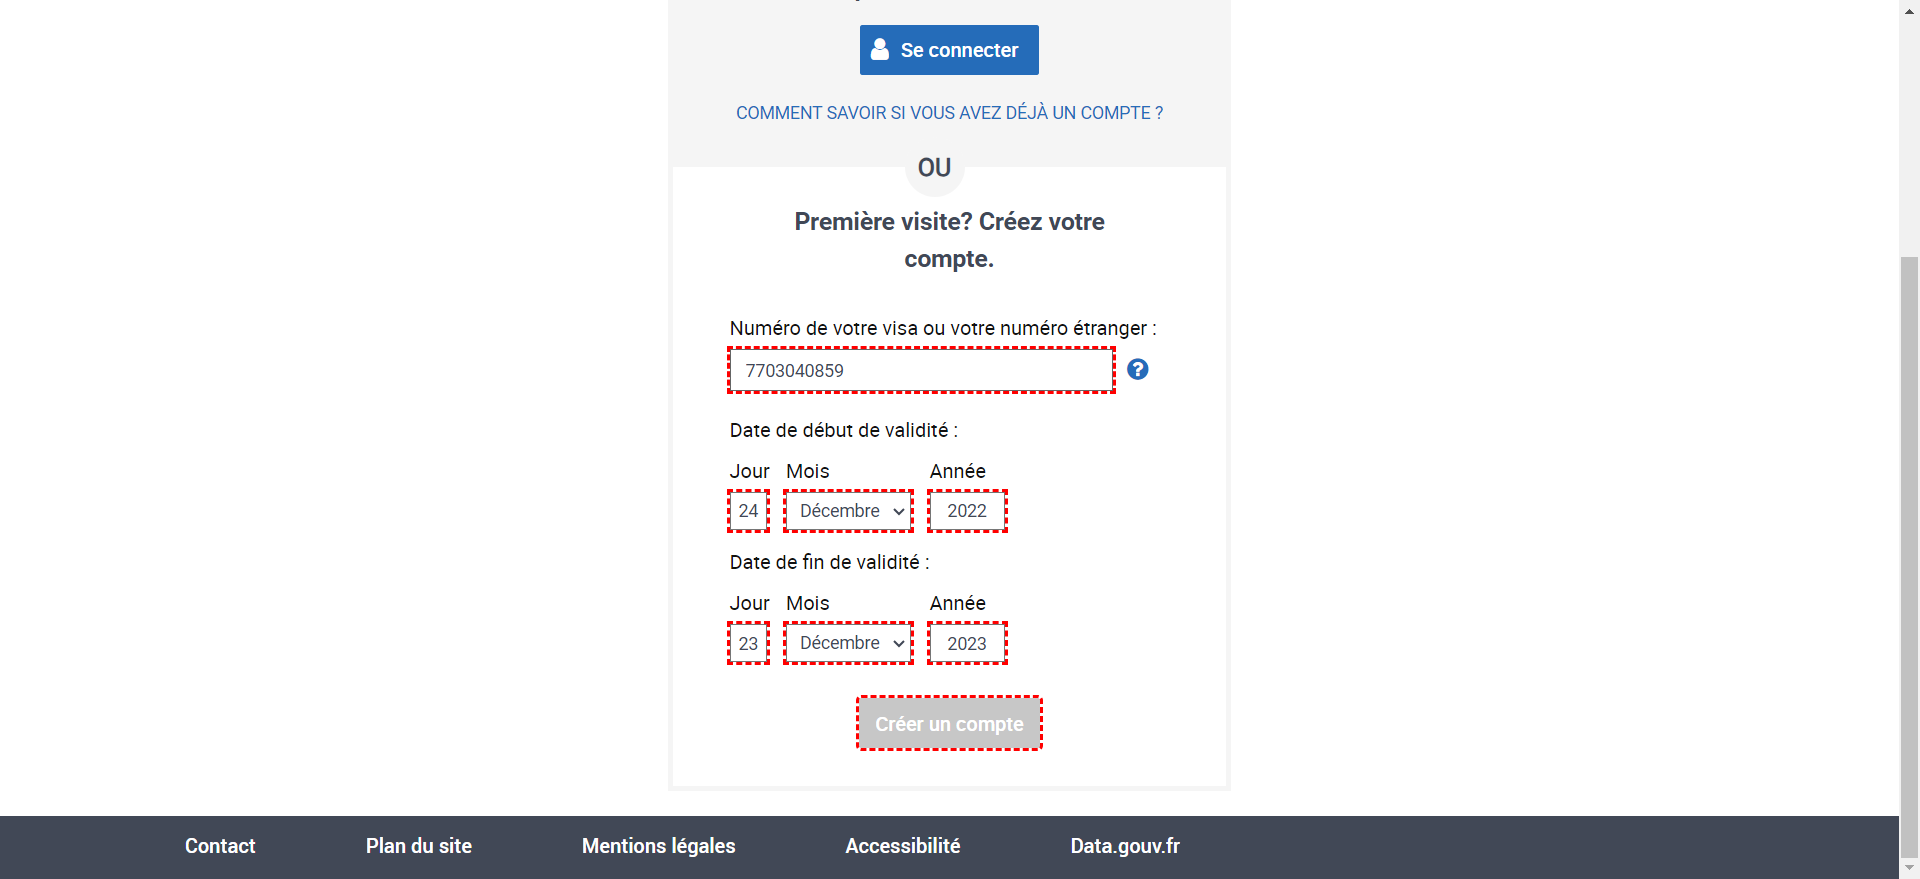 Se connecter
COMMENT SAVOIR SI VOUS AVEZ DÉJÀ UN COMPTE ?
OU
Première visite? Créez votre
compte.
Numéro de votre visa ou votre numéro étranger :
7703040859
?
Date de début de validité :
Jour Mois Année
24 Décembre 2022
Date de fin de validité :
Jour Mois Année
23 Décembre 2023
Créer un compte
Contact Plan du site Mentions légales Accessibilité Data.gouv.fr